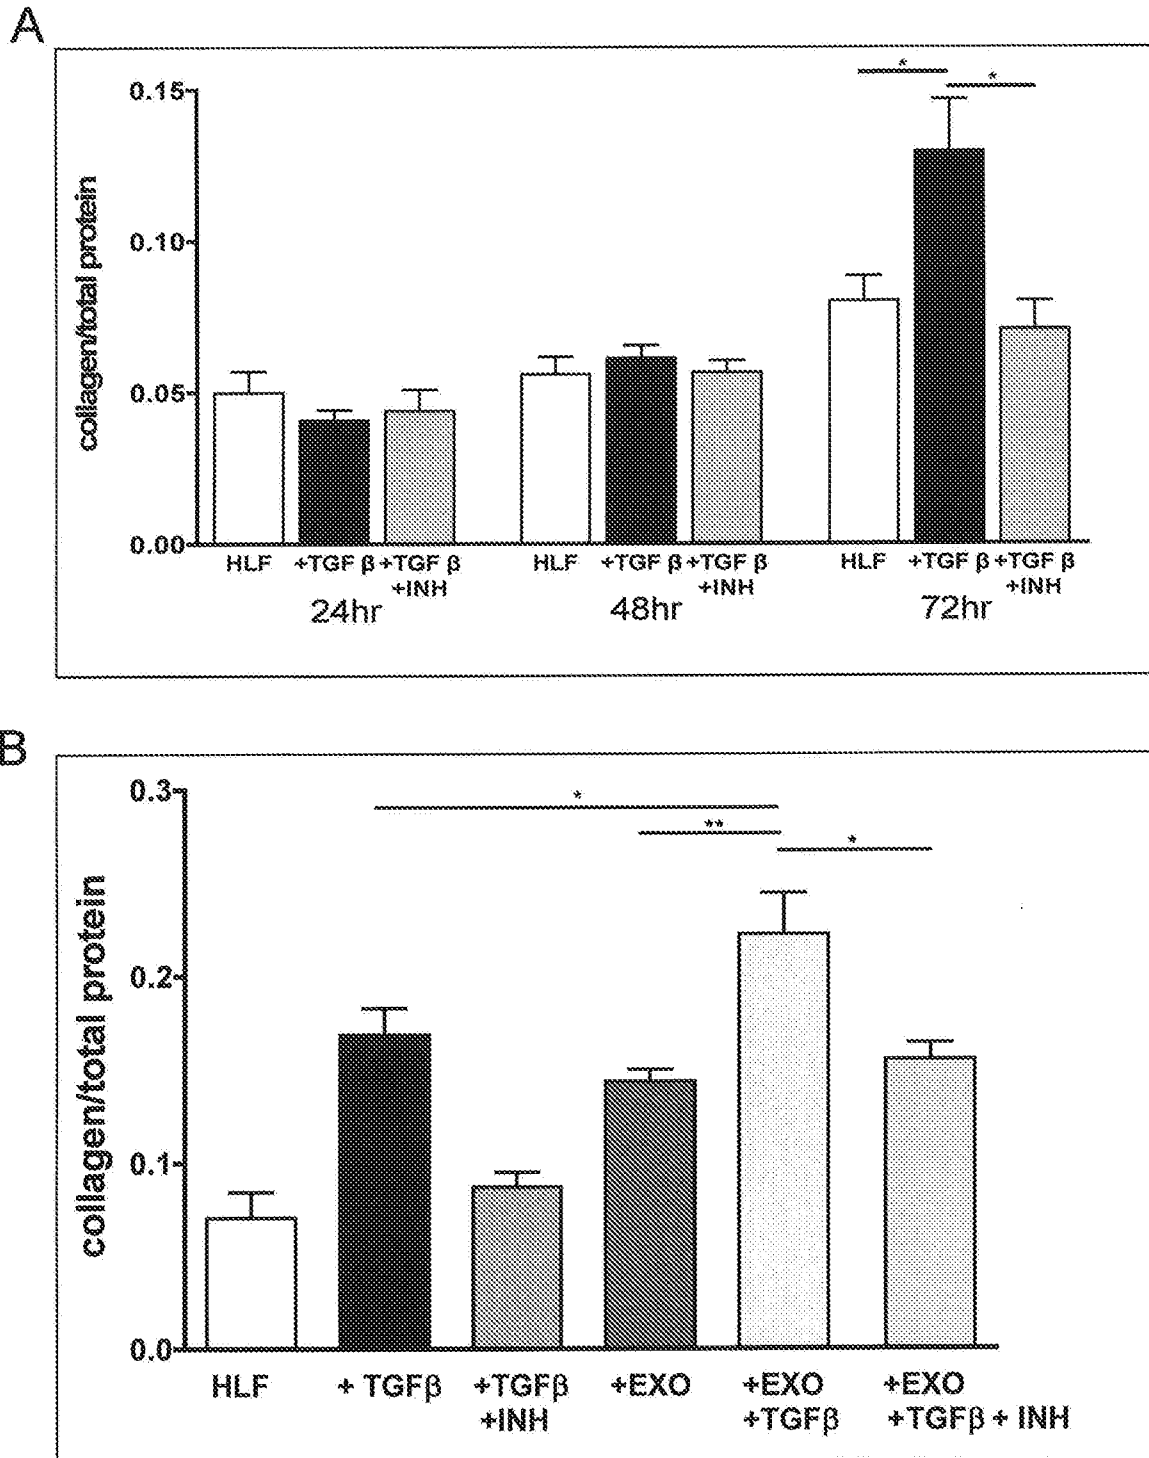 A
* *
0.15
0.10
0.05
0.00
collagen/total protein
HLF +TGF β +TGF β HLF +TGF β +TGF β HLF +TGF β +TGF β
+INH +INH +INH
24hr 48hr 72hr
B
0.3
0.2
0.1
0.0
collagen/total protein
*
**
*
HLF + TGFβ +TGFβ +EXO +EXO +EXO
+INH +TGFβ +TGFβ + INH